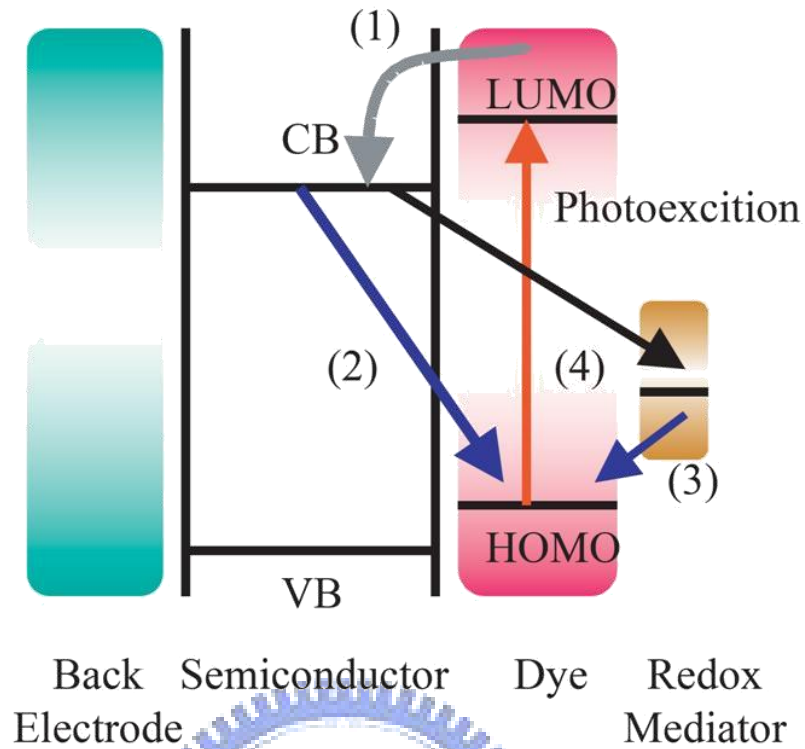 (1)
LUMO
CB
Photoexcition
(2)
(4)
(3)
HOMO
VB
Back Electrode
Semiconductor
Dye
Redox Mediator